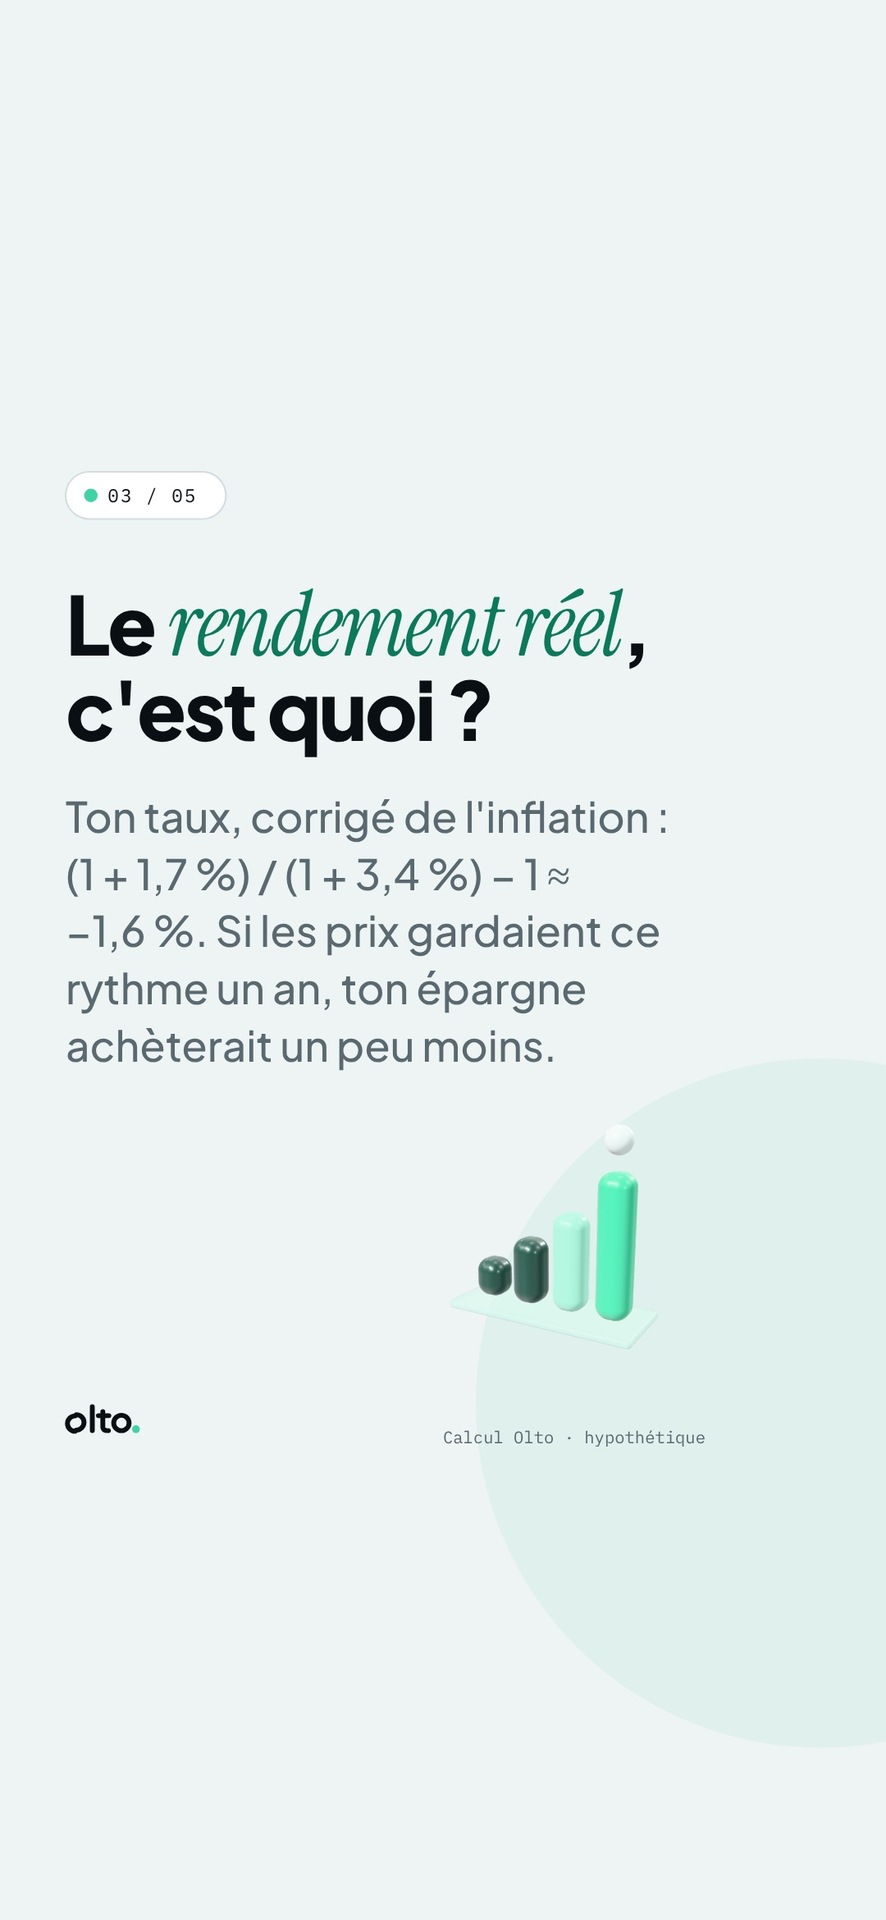 03 / 05
Le rendement réel,
c'est quoi ?
Ton taux, corrigé de l'inflation :
(1 + 1,7 %) / (1 + 3,4 %) − 1 ≈
−1,6 %. Si les prix gardaient ce
rythme un an, ton épargne
achèterait un peu moins.
olto.
Calcul Olto · hypothétique